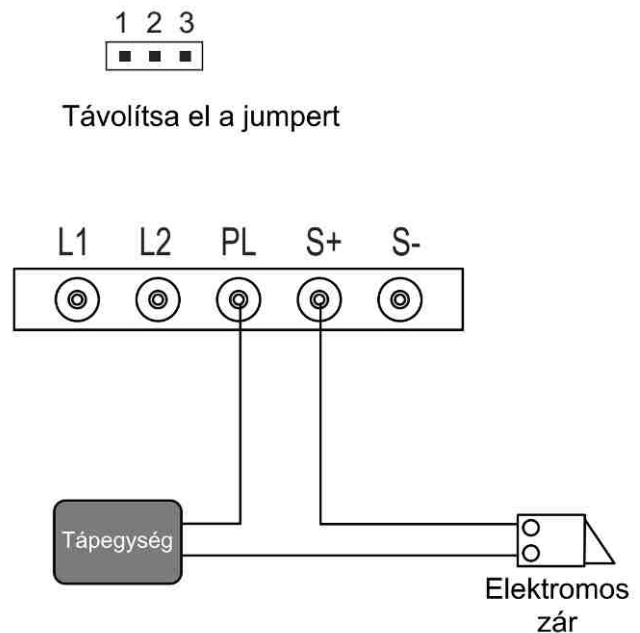 1 2 3
Távolítsa el a jumpert
L1 L2 PL S+ S-
Tápegység
Elektromos
zár